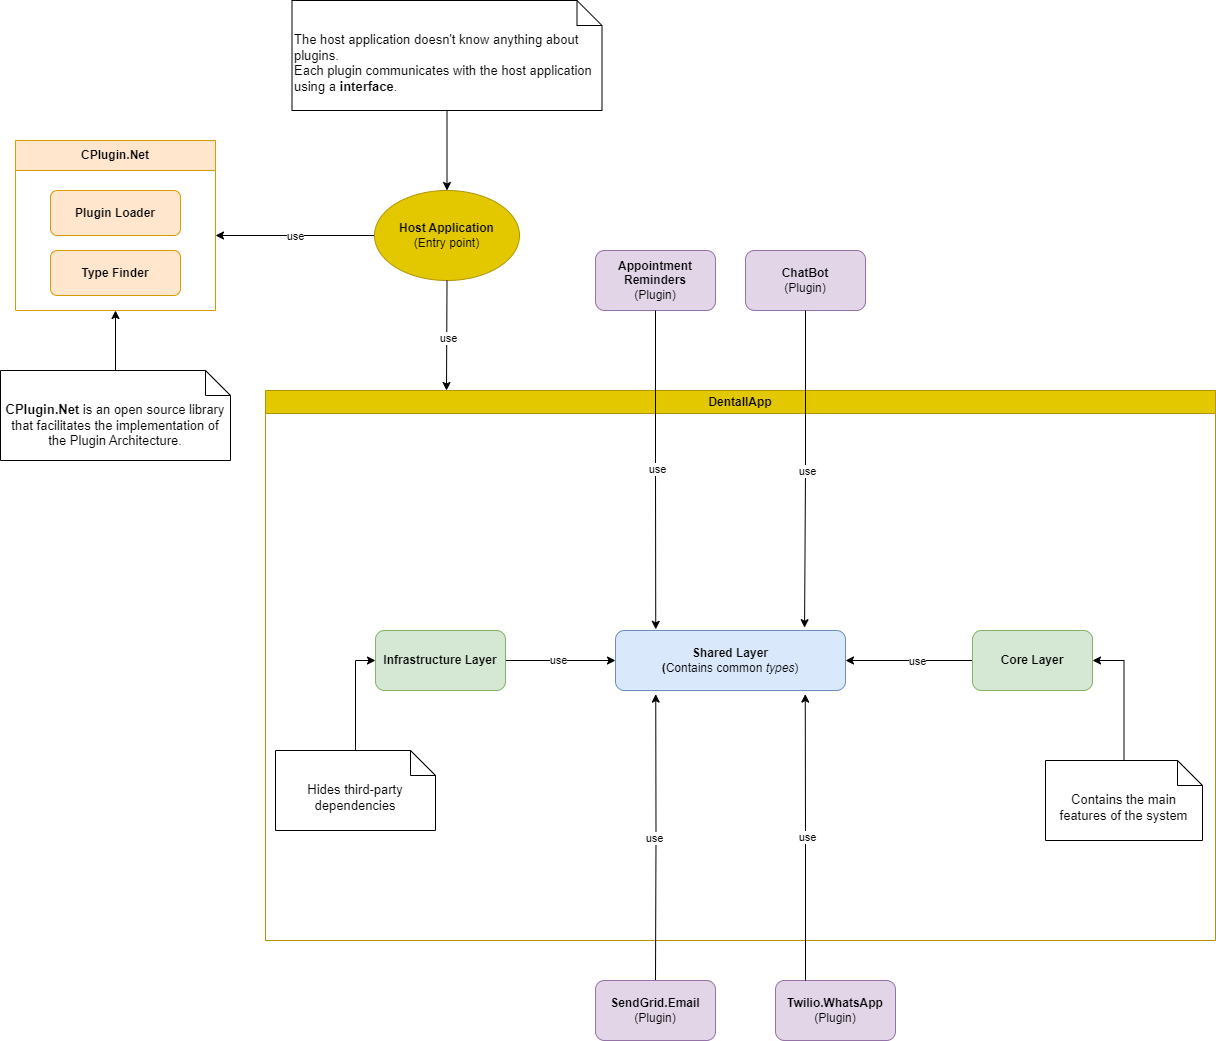 The host application doesn't know anything about
plugins.
Each plugin communicates with the host application
using a interface.
CPlugin.Net
Plugin Loader
Type Finder
use
Host Application
(Entry point)
Appointment
Reminders
(Plugin)
ChatBot
(Plugin)
use
CPlugin.Net is an open source library
that facilitates the implementation of
the Plugin Architecture.
DentallApp
use
use
Infrastructure Layer
use
Shared Layer
(Contains common types)
use
Core Layer
Hides third-party
dependencies
Contains the main
features of the system
use
use
SendGrid.Email
(Plugin)
Twilio.WhatsApp
(Plugin)